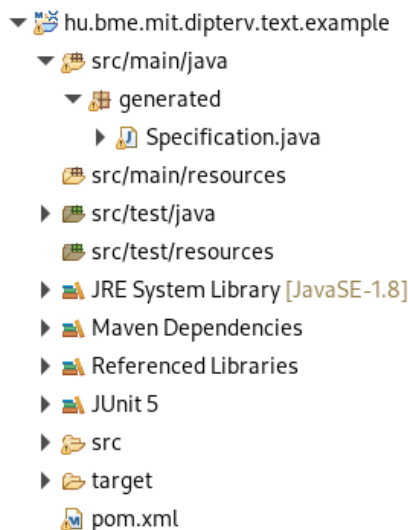 hu.bme.mit.dipterv.text.example
src/main/java
generated
Specification.java
src/main/resources
src/test/java
src/test/resources
JRE System Library [JavaSE-1.8]
Maven Dependencies
Referenced Libraries
JUnit 5
src
target
pom.xml